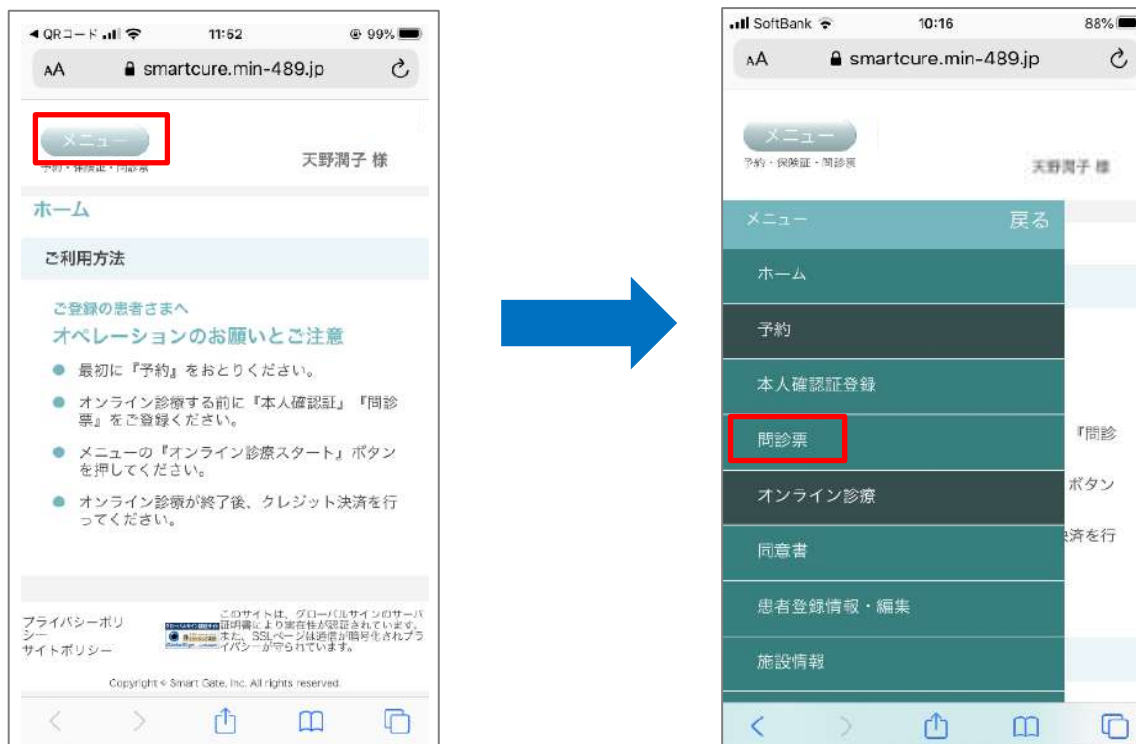 QRコード
11:52
99%
AA
smartcure.min-489.jp
メニュー
予約・保険証・問診票
天野潤子 様
ホーム
ご利用方法
ご登録の患者さまへ
オペレーションのお願いとご注意
最初に『予約』をおとりください。
オンライン診療する前に『本人確認証』『問診
票』をご登録ください。
メニューの『オンライン診療スタート』ボタン
を押してください。
オンライン診療が終了後、クレジット決済を行
ってください。
プライバシーポリ
シー
サイトポリシー
このサイトは、グローバルサインのサーバ
証明書により実在性が認証されています。
また、SSLページは通信が暗号化されプラ
イバシーが守られています。
Copyright © Smart Gate, Inc. All rights reserved.
SoftBank
10:16
88%
AA
smartcure.min-489.jp
メニュー
予約・保険証・問診票
天野潤子 様
メニュー
戻る
ホーム
予約
本人確認証登録
問診票
『問診
オンライン診療
ボタン
同意書
決済を行
患者登録情報・編集
施設情報